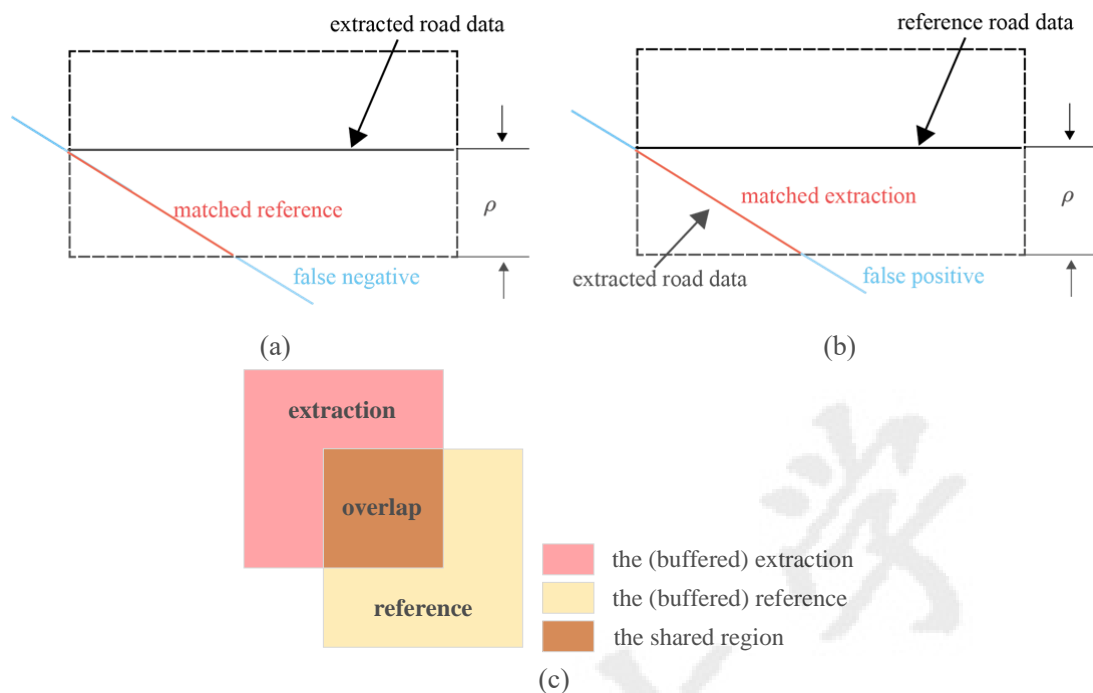 extracted road data
matched reference
ρ
false negative
(a)
reference road data
matched extraction
ρ
extracted road data
false positive
(b)
extraction
overlap
reference
the (buffered) extraction
the (buffered) reference
the shared region
(c)
学